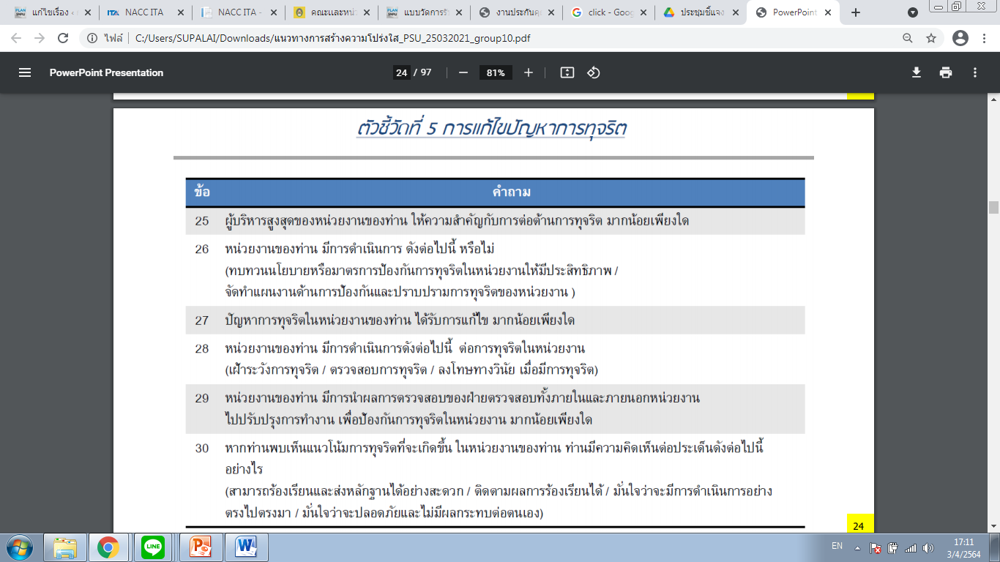 แก้ไขเรื่อง ‹
NACC ITA
NACC ITA -
คณะและหน่ว
แบบวัดการรั
งานประกันคุ
click - Goog
ประชุมชี้แจง
PowerPoint
ไฟล์ C:/Users/SUPALAI/Downloads/แนวทางการสร้างความโปร่งใส_PSU_25032021_group10.pdf
PowerPoint Presentation
24 / 97
81%
ตัวชี้วัดที่ 5 การแก้ไขปัญหาการทุจริต
ข้อ คำถาม
25 ผู้บริหารสูงสุดของหน่วยงานของท่าน ให้ความสำคัญกับการต่อต้านการทุจริต มากน้อยเพียงใด
26 หน่วยงานของท่าน มีการดำเนินการ ดังต่อไปนี้ หรือไม่
(ทบทวนนโยบายหรือมาตรการป้องกันการทุจริตในหน่วยงานให้มีประสิทธิภาพ /
จัดทำแผนงานด้านการป้องกันและปราบปรามการทุจริตของหน่วยงาน )
27 ปัญหาการทุจริตในหน่วยงานของท่าน ได้รับการแก้ไข มากน้อยเพียงใด
28 หน่วยงานของท่าน มีการดำเนินการดังต่อไปนี้ ต่อการทุจริตในหน่วยงาน
(เฝ้าระวังการทุจริต / ตรวจสอบการทุจริต / ลงโทษทางวินัย เมื่อมีการทุจริต)
29 หน่วยงานของท่าน มีการนำผลการตรวจสอบของฝ่ายตรวจสอบทั้งภายในและภายนอกหน่วยงาน
ไปปรับปรุงการทำงาน เพื่อป้องกันการทุจริตในหน่วยงาน มากน้อยเพียงใด
30 หากท่านพบเห็นแนวโน้มการทุจริตที่จะเกิดขึ้น ในหน่วยงานของท่าน ท่านมีความคิดเห็นต่อประเด็นดังต่อไปนี้
อย่างไร
(สามารถร้องเรียนและส่งหลักฐานได้อย่างสะดวก / ติดตามผลการร้องเรียนได้ / มั่นใจว่าจะมีการดำเนินการอย่าง
ตรงไปตรงมา / มั่นใจว่าจะปลอดภัยและไม่มีผลกระทบต่อตนเอง)
24
EN
17:11
3/4/2564